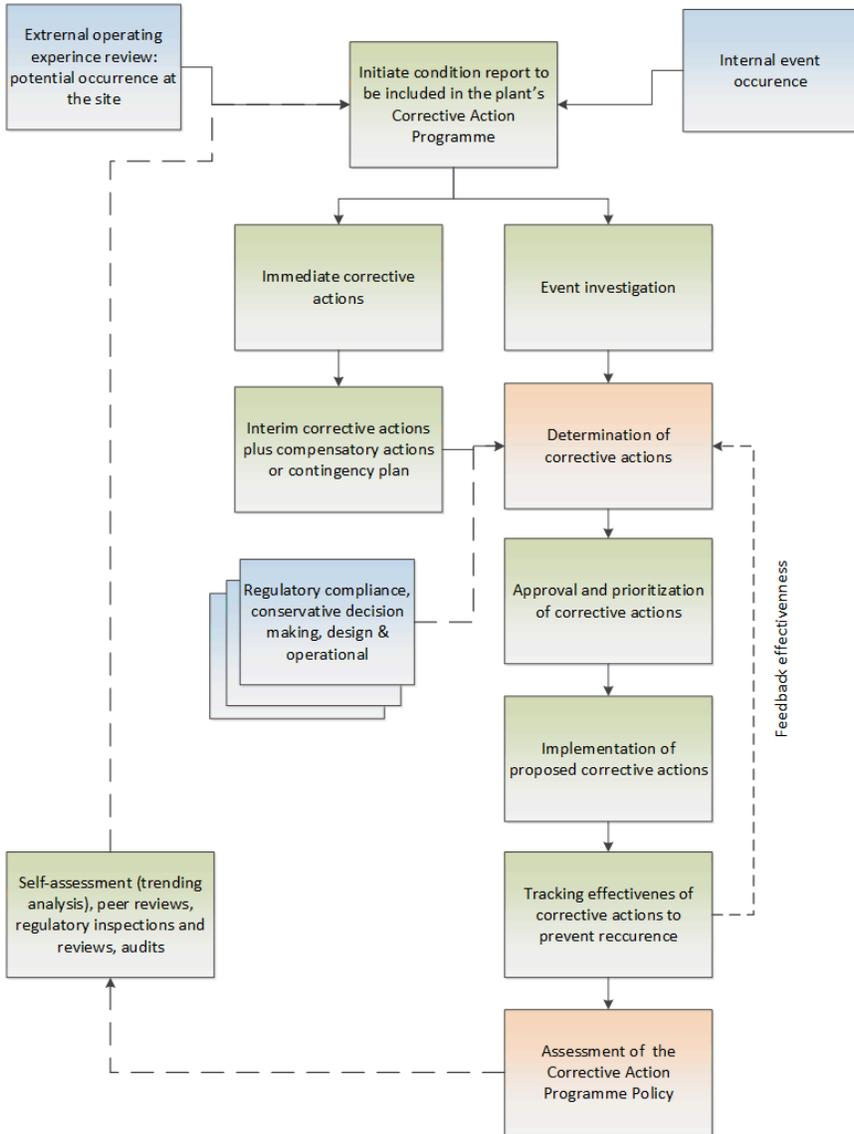 Extrernal operating
experince review:
potential occurrence at
the site
Initiate condition report to
be included in the plant's
Corrective Action
Programme
Internal event
occurence
Immediate corrective
actions
Event investigation
Interim corrective actions
plus compensatory actions
or contingency plan
Determination of
corrective actions
Regulatory compliance,
conservative decision
making, design &
operational
Approval and prioritization
of corrective actions
Feedback effectivenness
Implementation of
proposed corrective actions
Self-assessment (trending
analysis), peer reviews,
regulatory inspections and
reviews, audits
Tracking effectivenes of
corrective actions to
prevent reccurence
Assessment of the
Corrective Action
Programme Policy